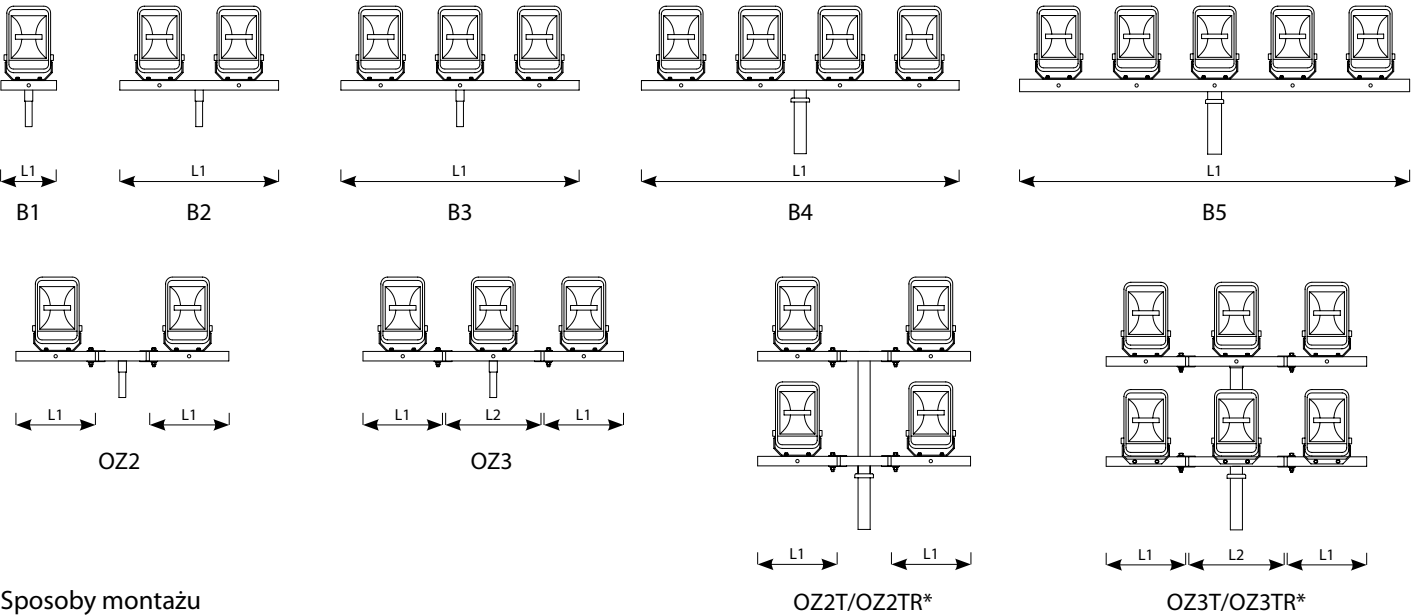 L1 L1 L1 L1 L1
B1 B2 B3 B4 B5
L1 L1 L1 L2 L1
OZ2 OZ3
L1 L1 L1 L2 L1
Sposoby montażu OZ2T/OZ2TR* OZ3T/OZ3TR*